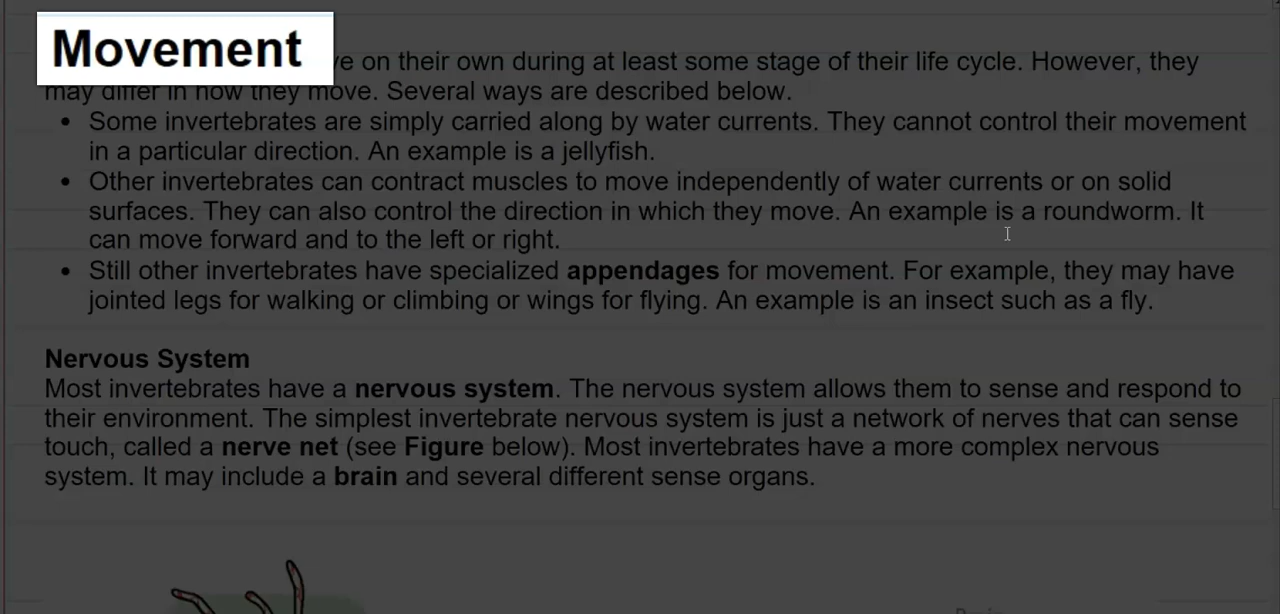 Movement
ve on their own during at least some stage of their life cycle. However, they
may differ in how they move. Several ways are described below.
• Some invertebrates are simply carried along by water currents. They cannot control their movement
in a particular direction. An example is a jellyfish.
• Other invertebrates can contract muscles to move independently of water currents or on solid
surfaces. They can also control the direction in which they move. An example is a roundworm. It
can move forward and to the left or right.
• Still other invertebrates have specialized appendages for movement. For example, they may have
jointed legs for walking or climbing or wings for flying. An example is an insect such as a fly.
Nervous System
Most invertebrates have a nervous system. The nervous system allows them to sense and respond to
their environment. The simplest invertebrate nervous system is just a network of nerves that can sense
touch, called a nerve net (see Figure below). Most invertebrates have a more complex nervous
system. It may include a brain and several different sense organs.